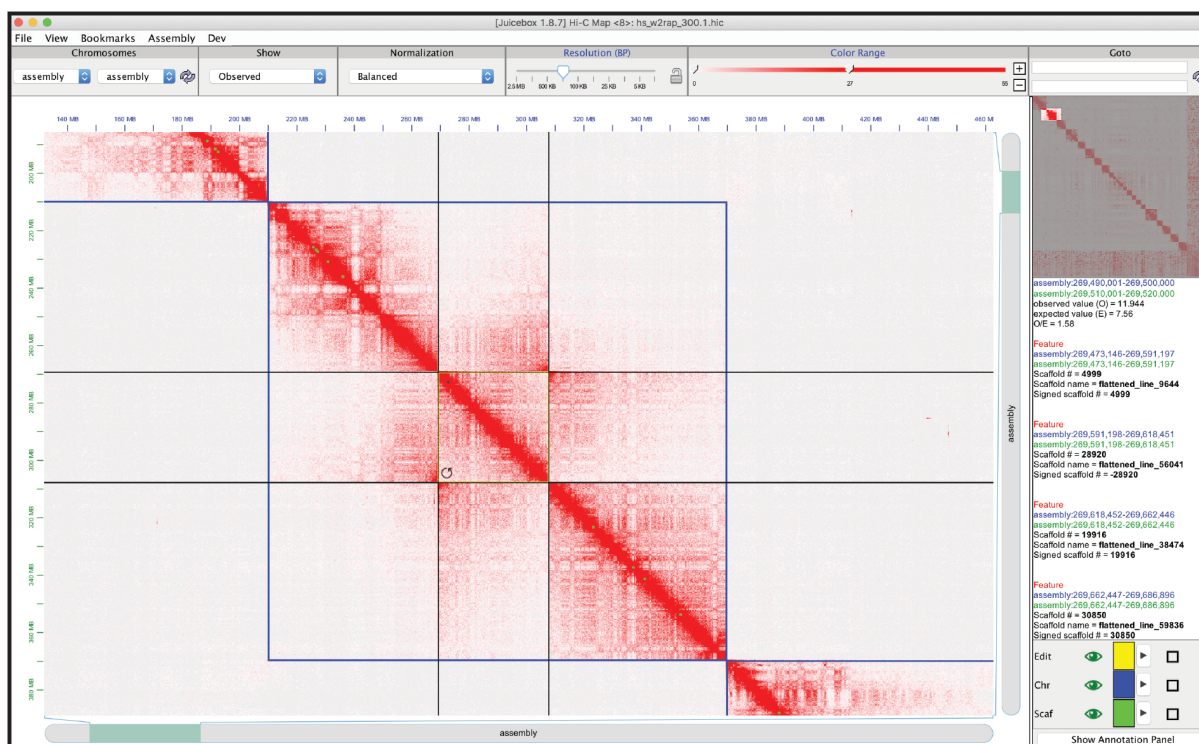 [Juicebox 1.8.7] Hi-C Map <8>: hs_w2rap_300.1.hic
File View Bookmarks Assembly Dev
Chromosomes Show Normalization Resolution (BP) Color Range Goto
assembly assembly Observed Balanced
2.5 MB 500 KB 100 KB 25 KB 5 KB
0 27 55
140 MB 160 MB 180 MB 200 MB 220 MB 240 MB 260 MB 280 MB 300 MB 320 MB 340 MB 360 MB 380 MB 400 MB 420 MB 440 MB 460 M
200 MB
220 MB
240 MB
260 MB
280 MB
300 MB
320 MB
340 MB
360 MB
380 MB
assembly
assembly
assembly:269,490,001-269,500,000
assembly:269,510,001-269,520,000
observed value (O) = 11.944
expected value (E) = 7.56
O/E = 1.58
Feature
assembly:269,473,146-269,591,197
assembly:269,473,146-269,591,197
Scaffold # = 4999
Scaffold name = flattened_line_9644
Signed scaffold # = 4999
Feature
assembly:269,591,198-269,618,451
assembly:269,591,198-269,618,451
Scaffold # = 28920
Scaffold name = flattened_line_56041
Signed scaffold # = -28920
Feature
assembly:269,618,452-269,662,446
assembly:269,618,452-269,662,446
Scaffold # = 19916
Scaffold name = flattened_line_38474
Signed scaffold # = 19916
Feature
assembly:269,662,447-269,686,896
assembly:269,662,447-269,686,896
Scaffold # = 30850
Scaffold name = flattened_line_59836
Signed scaffold # = 30850
Edit
Chr
Scaf
Show Annotation Panel